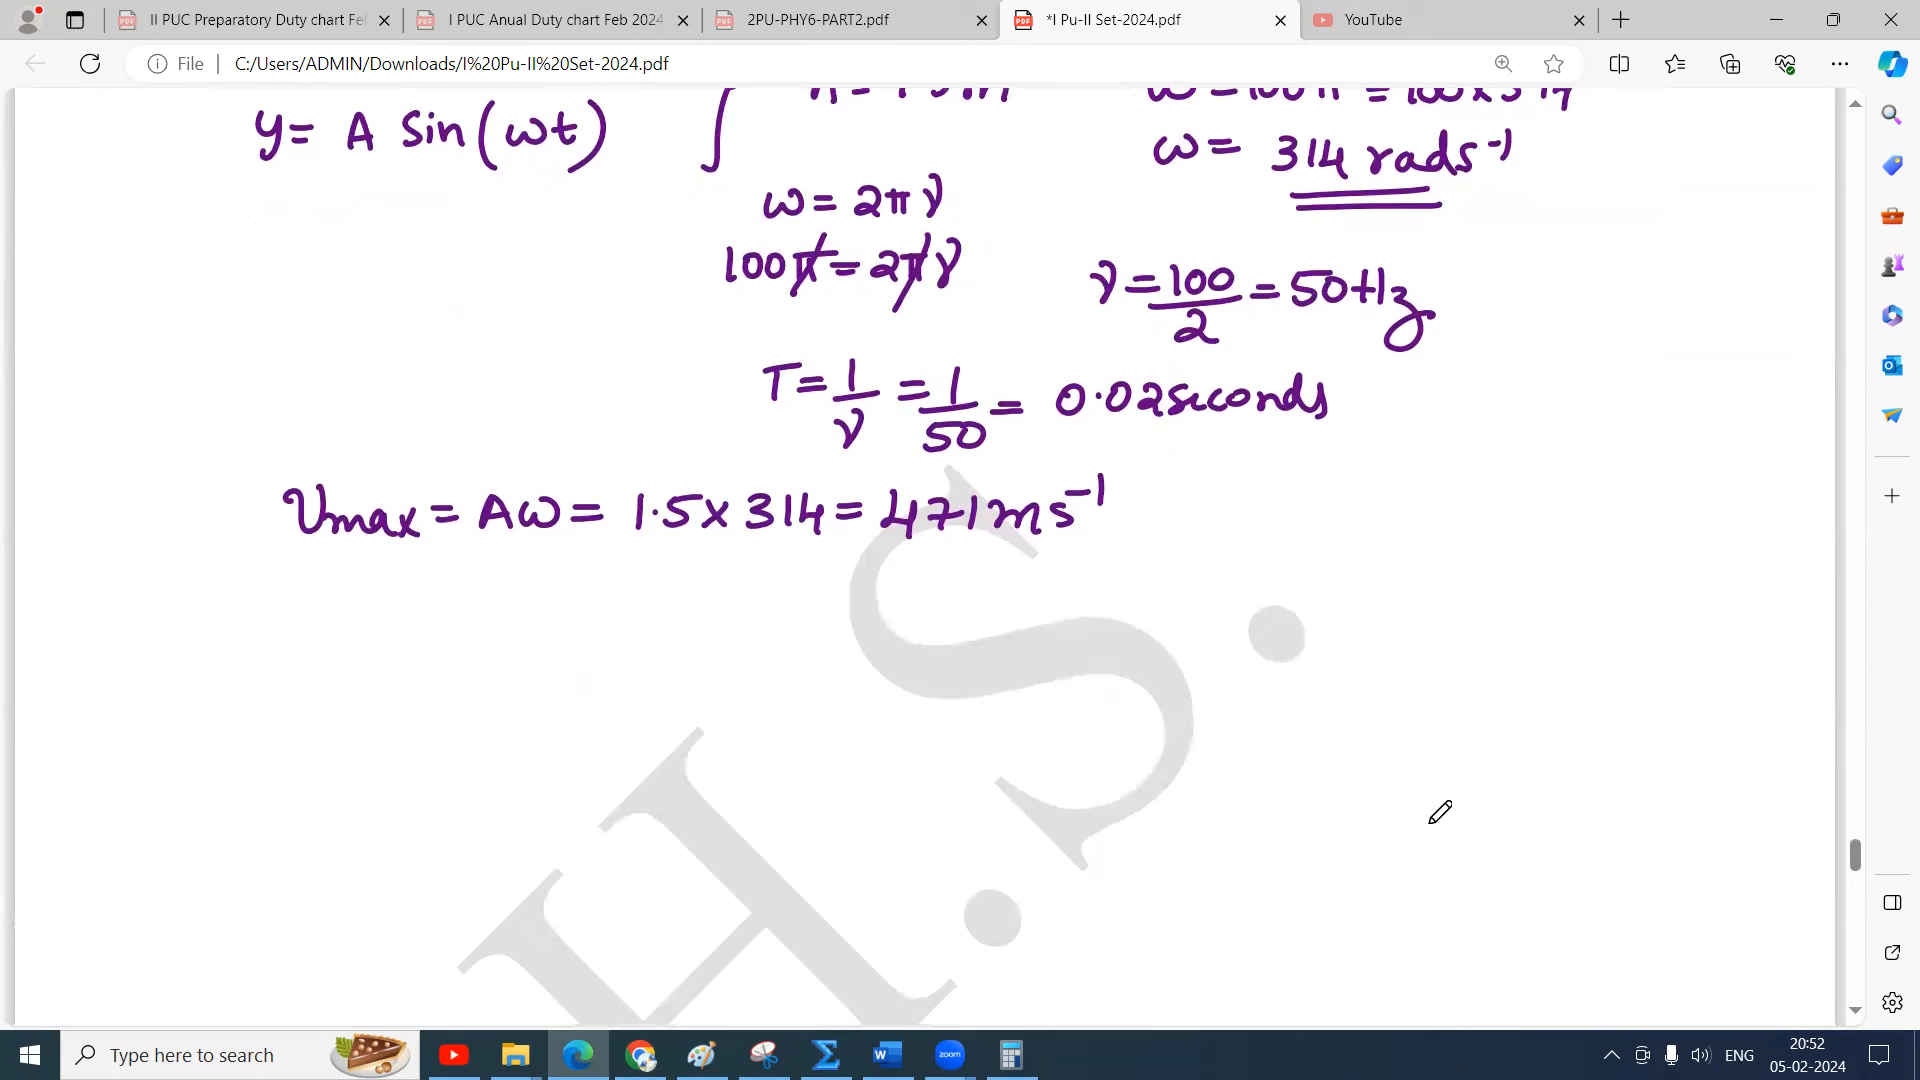 II PUC Preparatory Duty chart Fe
I PUC Anual Duty chart Feb 2024
2PU-PHY6-PART2.pdf
*I Pu-II Set-2024.pdf
YouTube
File
C:/Users/ADMIN/Downloads/I%20Pu-II%20Set-2024.pdf
y= A Sin(ωt)
ω= 314 rads⁻¹
ω= 2πν
100π= 2πν
ν=100/2=50Hz
T=1/ν=1/50= 0.02seconds
Vmax= Aω= 1.5x314= 471ms⁻¹
H.S.
Type here to search
zoom
ENG
20:52
05-02-2024